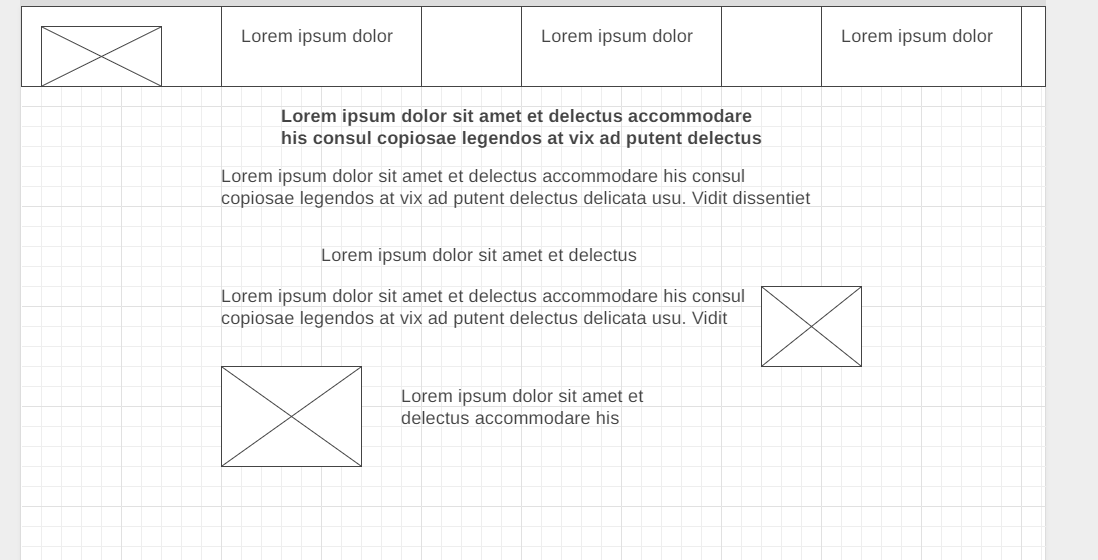 Lorem ipsum dolor
Lorem ipsum dolor
Lorem ipsum dolor
Lorem ipsum dolor sit amet et delectus accommodare
his consul copiosae legendos at vix ad putent delectus
Lorem ipsum dolor sit amet et delectus accommodare his consul
copiosae legendos at vix ad putent delectus delicata usu. Vidit dissentiet
Lorem ipsum dolor sit amet et delectus
Lorem ipsum dolor sit amet et delectus accommodare his consul
copiosae legendos at vix ad putent delectus delicata usu. Vidit
Lorem ipsum dolor sit amet et
delectus accommodare his